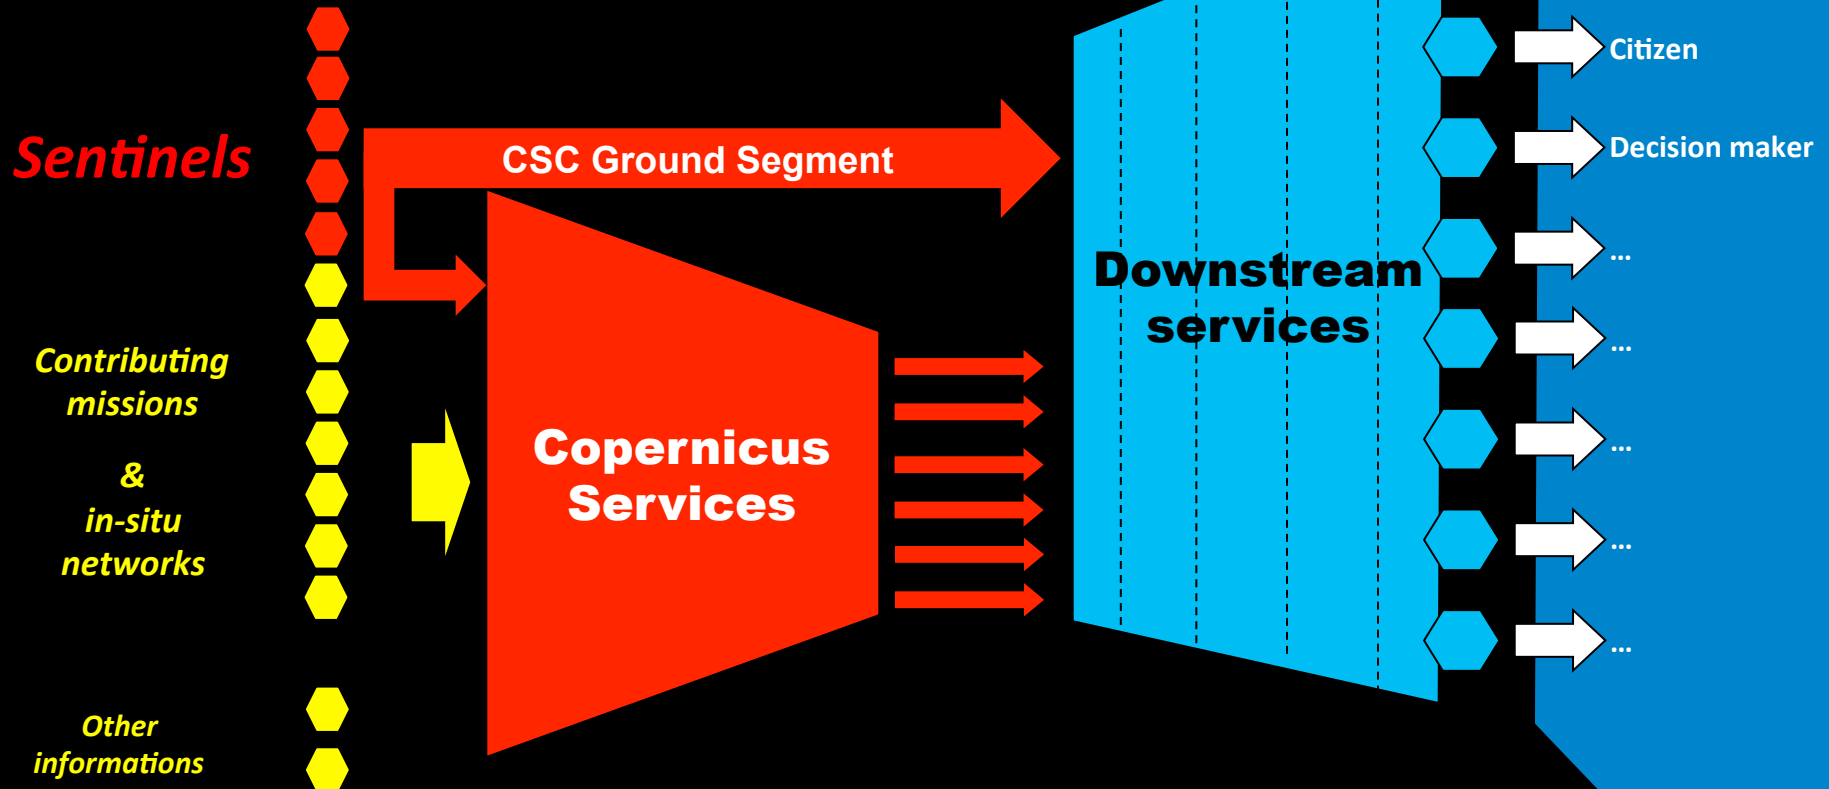 Sentinels
Contributing
missions
&
in-situ
networks
Other
informations
CSC Ground Segment
Copernicus
Services
Downstream
services
Citizen
Decision maker
...
...
...
...
...